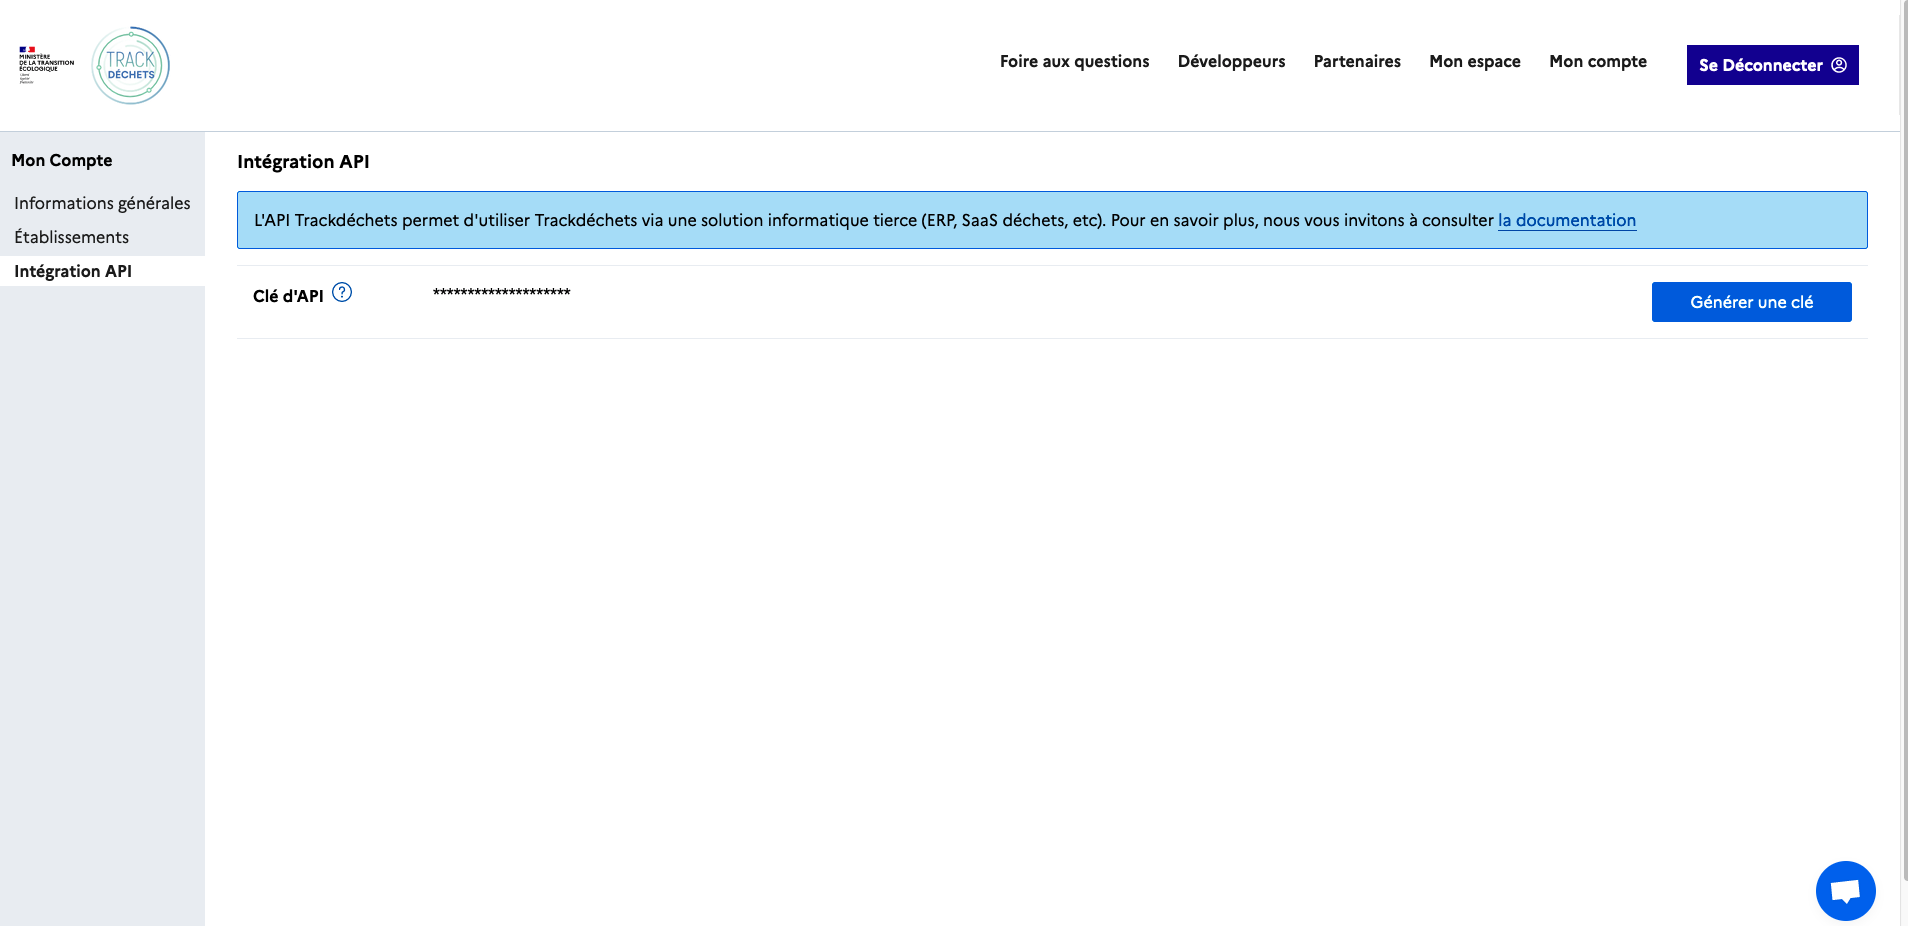 MINISTÈRE
DE LA TRANSITION
ÉCOLOGIQUE
TRACK
DÉCHETS
Foire aux questions
Développeurs
Partenaires
Mon espace
Mon compte
Se Déconnecter
Mon Compte
Informations générales
Établissements
Intégration API
Intégration API
L'API Trackdéchets permet d'utiliser Trackdéchets via une solution informatique tierce (ERP, SaaS déchets, etc). Pour en savoir plus, nous vous invitons à consulter la documentation
Clé d'API ?
********************
Générer une clé